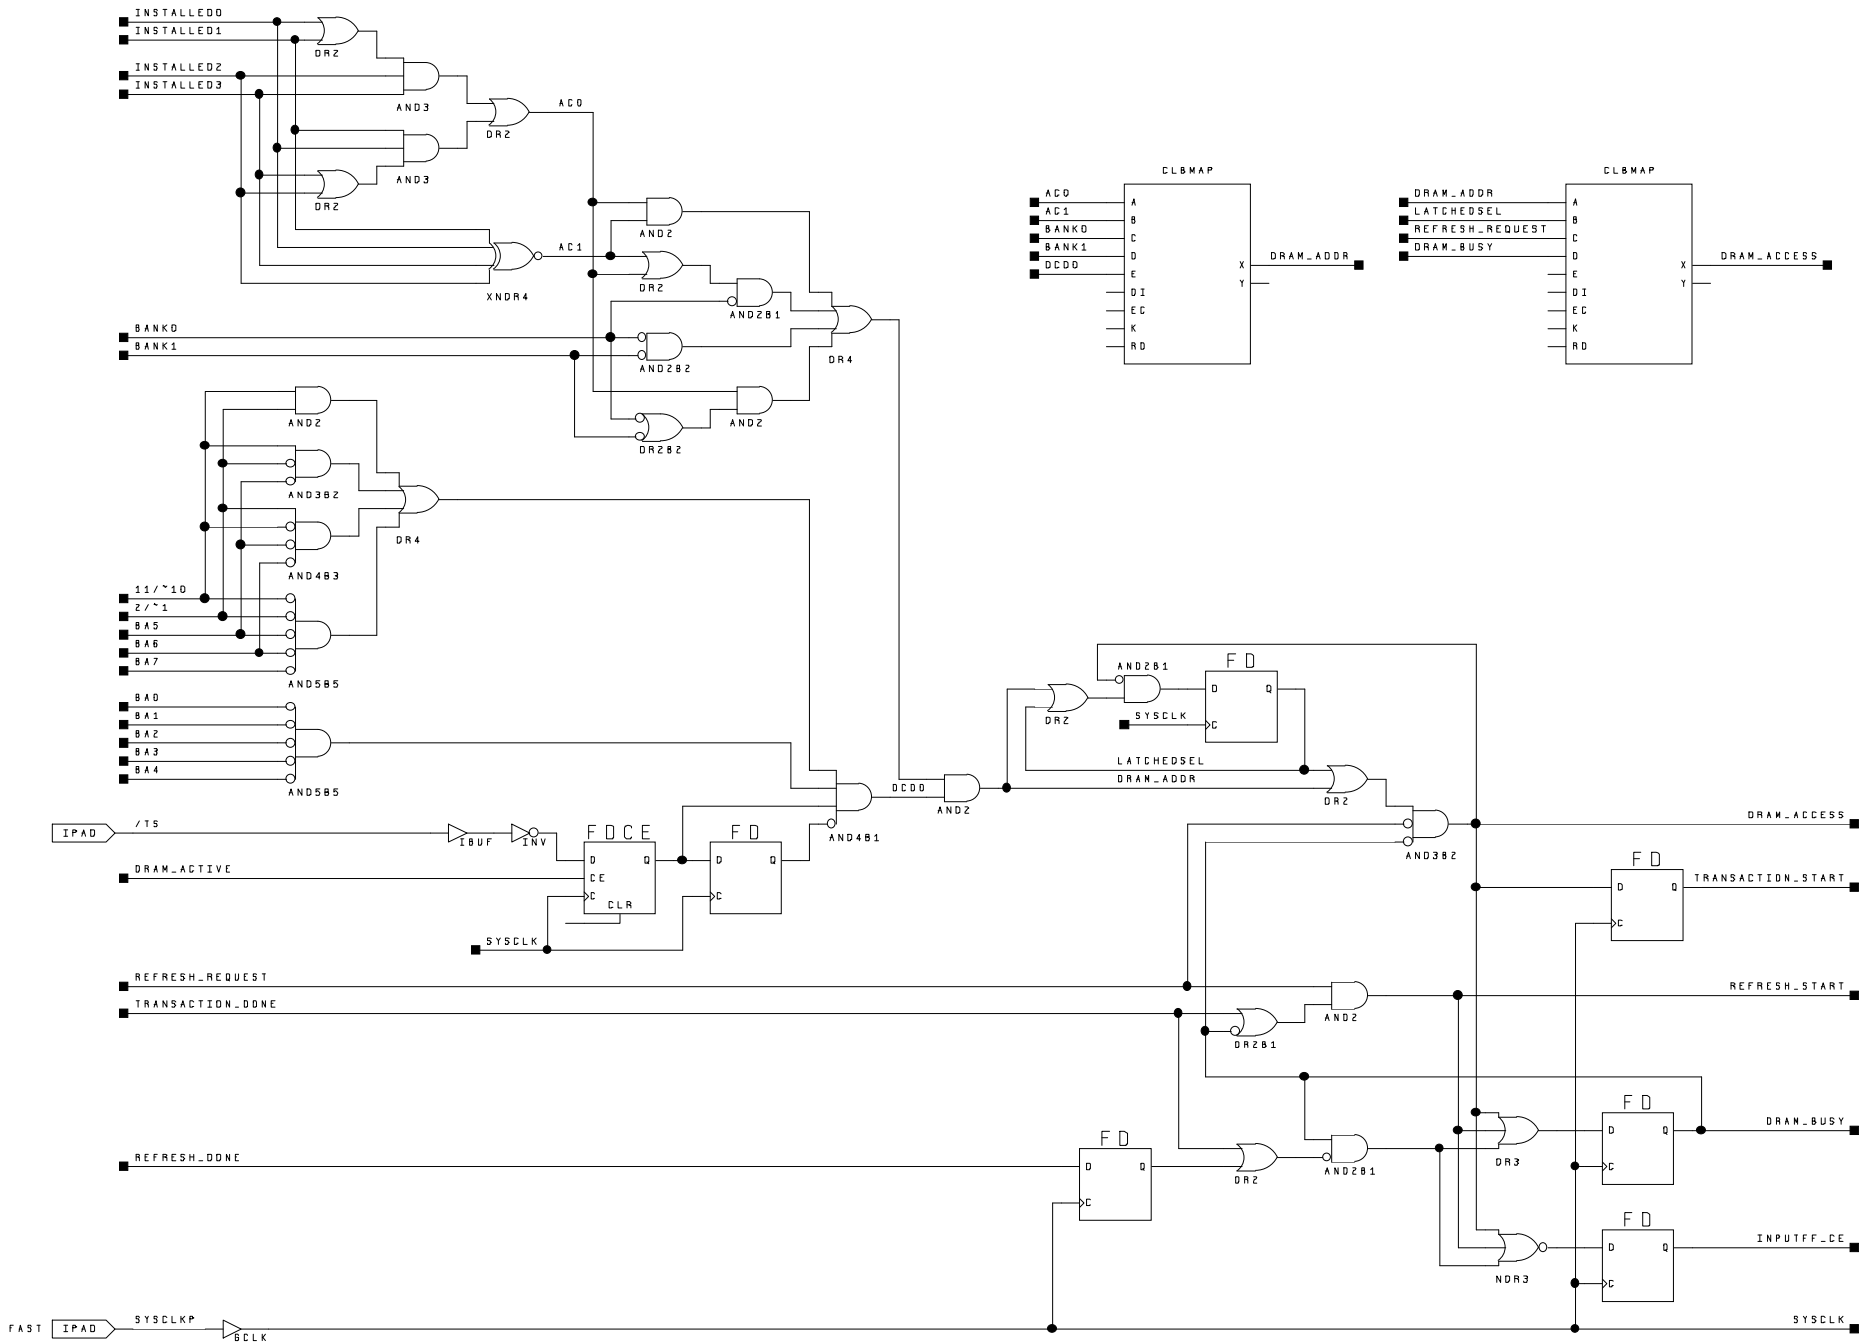 INSTALLED0
INSTALLED1
INSTALLED2
INSTALLED3
OR2
AND3
OR2
AC0
AND3
OR2
XNOR4
AC1
AND2
OR2
AND2B1
BANK0
BANK1
AND2B2
OR4
AND2
OR2B2
CLBMAP
AC0
AC1
BANK0
BANK1
DCD0
A
B
C
D
E
DI
EC
K
RD
X
Y
DRAM_ADDR
CLBMAP
DRAM_ADDR
LATCHEDSEL
REFRESH_REQUEST
DRAM_BUSY
A
B
C
D
E
DI
EC
K
RD
X
Y
DRAM_ACCESS
AND2
AND3B2
OR4
AND4B3
11/~10
2/~1
BA5
BA6
BA7
AND5B5
BA0
BA1
BA2
BA3
BA4
AND5B5
DCD0
AND2
AND4B1
AND2B1
FD
D Q
C
OR2
SYSCLK
LATCHEDSEL
DRAM_ADDR
OR2
AND3B2
DRAM_ACCESS
IPAD /TS
IBUF
INV
FDCE
D Q
CE
C
CLR
FD
D Q
C
DRAM_ACTIVE
SYSCLK
FD
D Q
C
TRANSACTION_START
REFRESH_REQUEST
TRANSACTION_DONE
AND2
OR2B1
REFRESH_START
FD
D Q
C
DRAM_BUSY
OR3
REFRESH_DONE
FD
D Q
C
OR2
AND2B1
FD
D Q
C
INPUTFF_CE
NOR3
FAST IPAD SYSCLKP
GCLK
SYSCLK